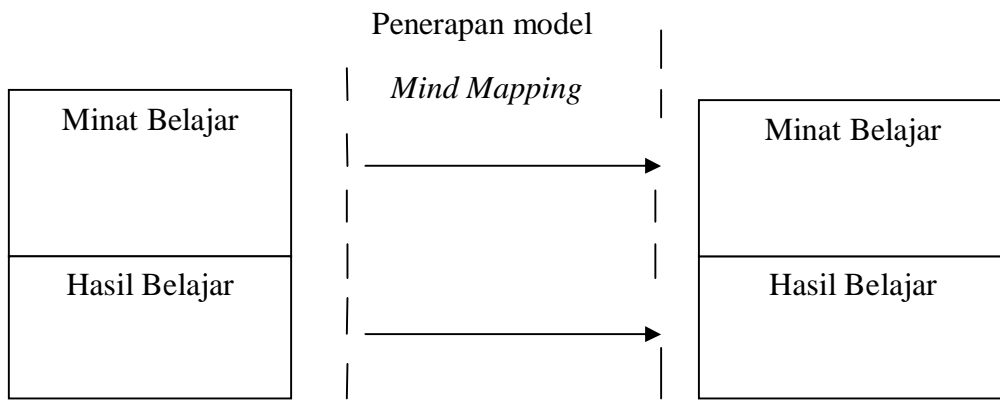 Penerapan model
Mind Mapping
Minat Belajar
Minat Belajar
Hasil Belajar
Hasil Belajar